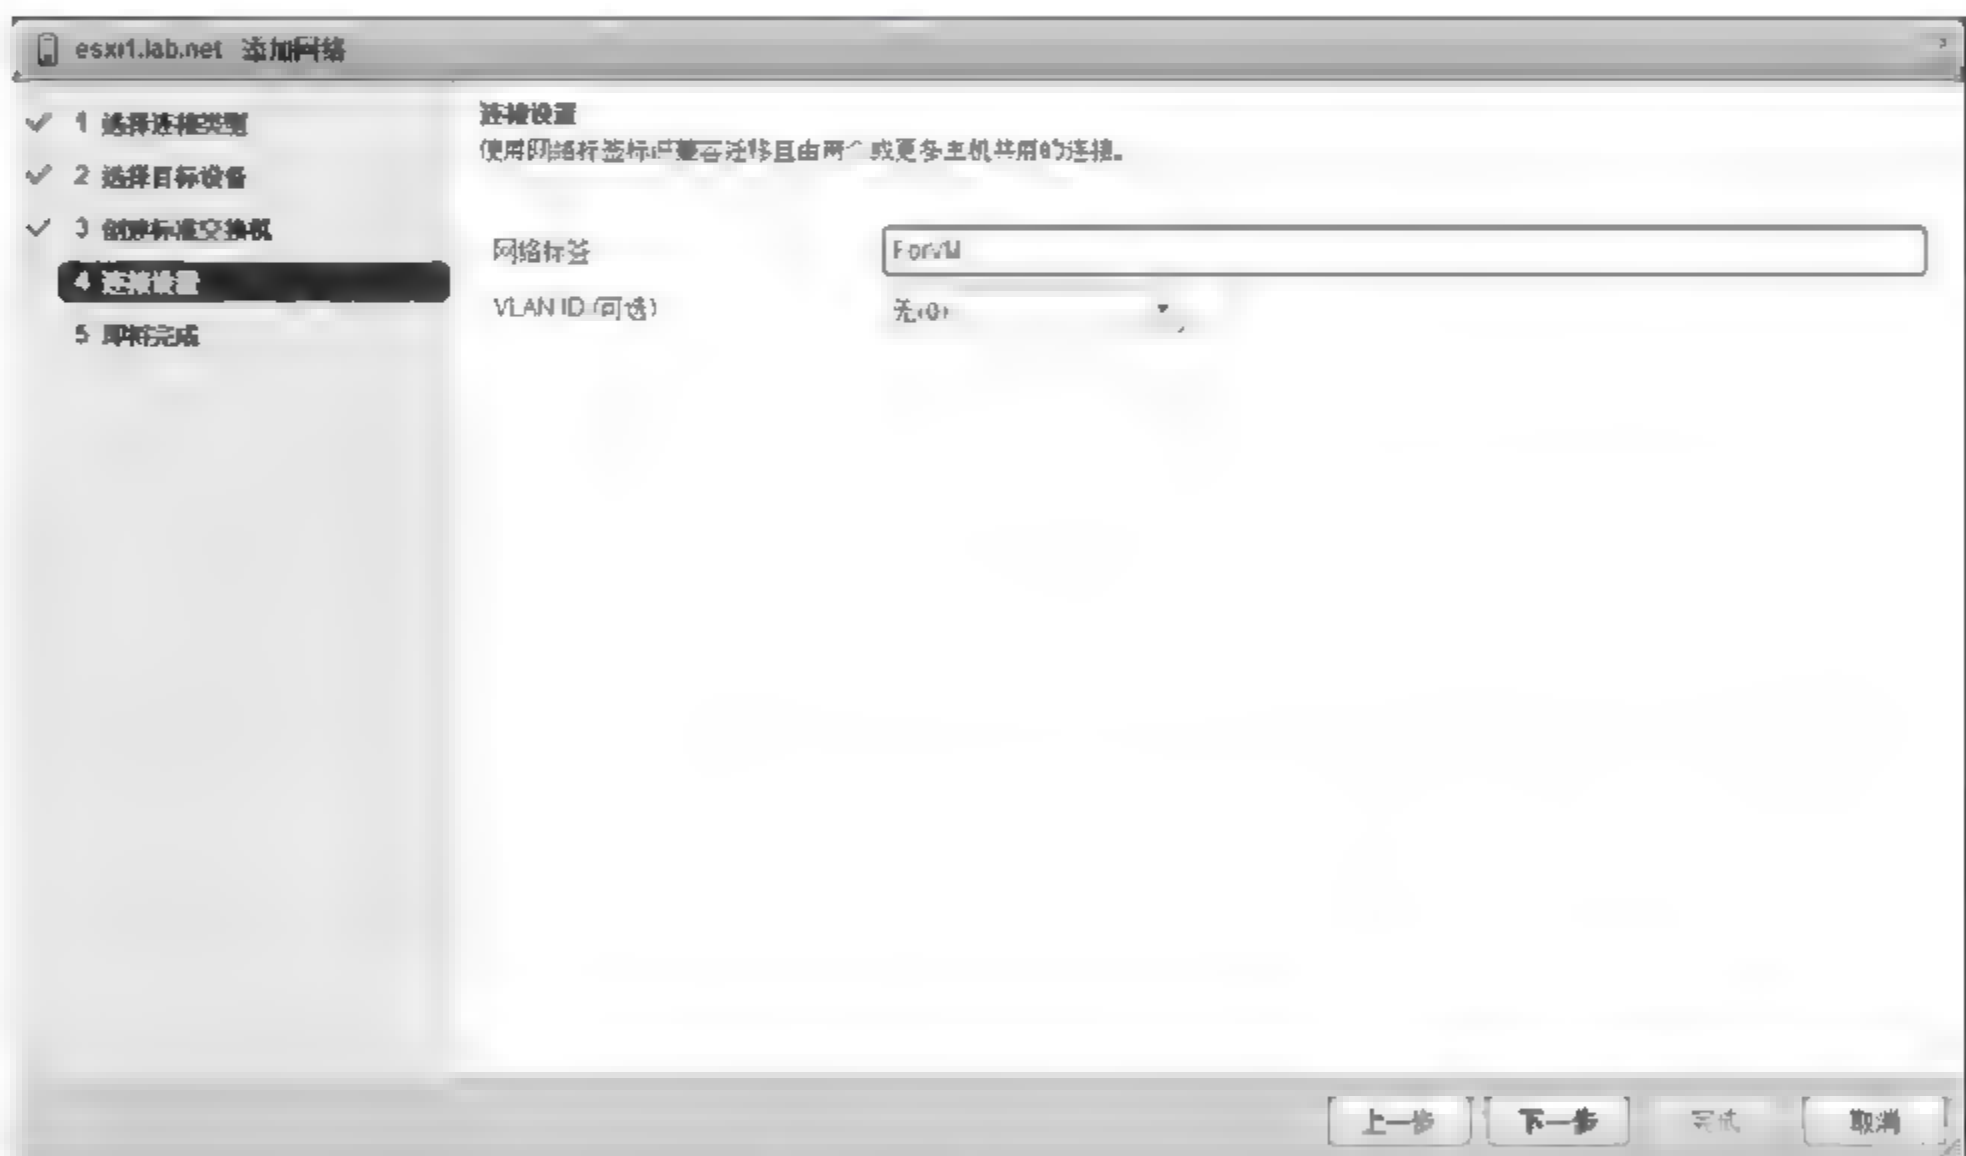 esxi1.lab.net 添加网络
1 选择连接类型
2 选择目标设备
3 创建标准交换机
4 连接设置
5 即将完成
连接设置
使用网络标签标识兼容迁移且由两个或更多主机共用的连接。
网络标签
ForVM
VLAN ID (可选)
无(0)
上一步
下一步
完成
取消